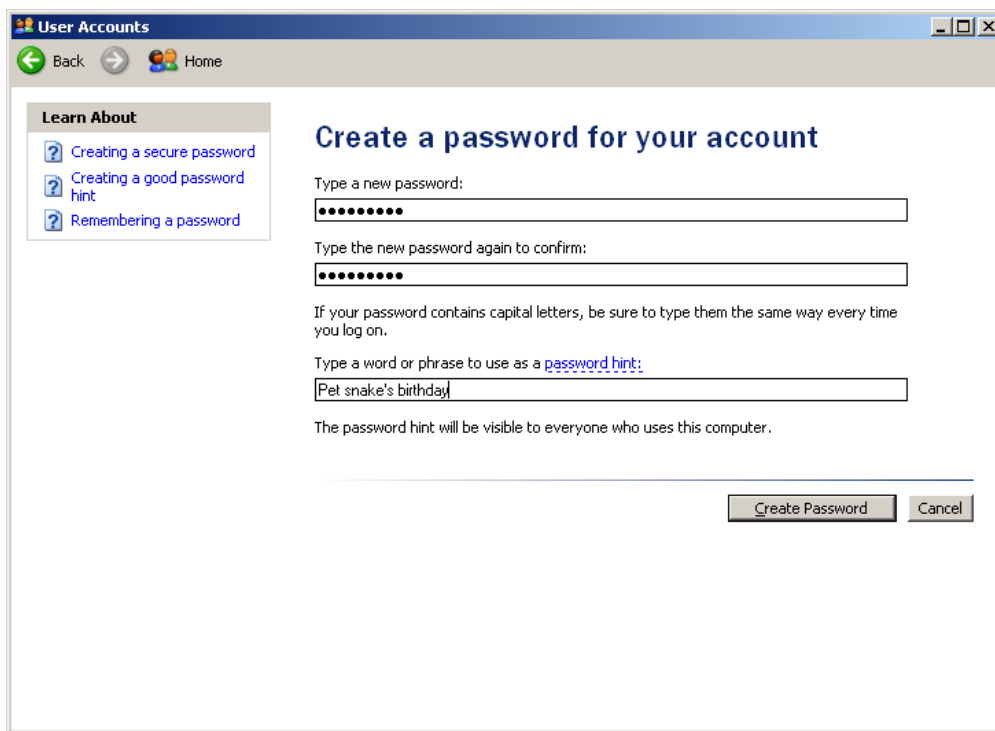 User Accounts
Back
Home
Learn About
Creating a secure password
Creating a good password
hint
Remembering a password
Create a password for your account
Type a new password:
●●●●●●●●●
Type the new password again to confirm:
●●●●●●●●●
If your password contains capital letters, be sure to type them the same way every time
you log on.
Type a word or phrase to use as a password hint:
Pet snake's birthday
The password hint will be visible to everyone who uses this computer.
Create Password
Cancel